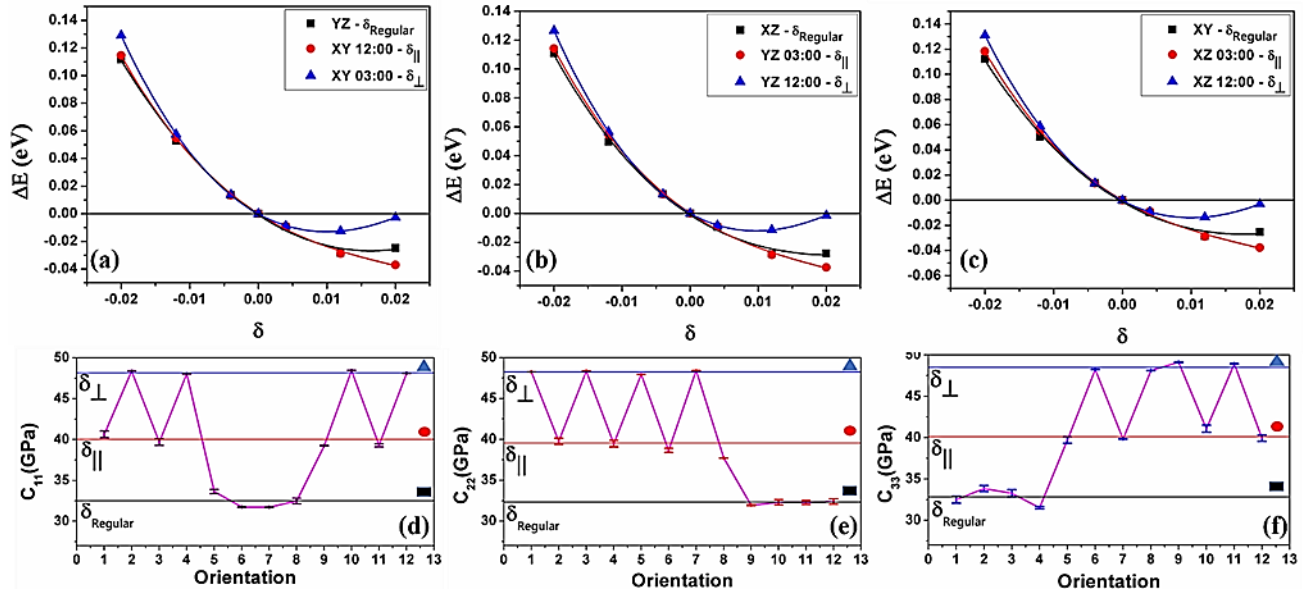 0.14
0.12
0.10
0.08
0.06
0.04
0.02
0.00
-0.02
-0.04
ΔE (eV)
YZ - δRegular
XY 12:00 - δ||
XY 03:00 - δ⊥
(a)
-0.02 -0.01 0.00 0.01 0.02
δ
0.14
0.12
0.10
0.08
0.06
0.04
0.02
0.00
-0.02
-0.04
ΔE (eV)
XZ - δRegular
YZ 03:00 - δ||
YZ 12:00 - δ⊥
(b)
-0.02 -0.01 0.00 0.01 0.02
δ
0.14
0.12
0.10
0.08
0.06
0.04
0.02
0.00
-0.02
-0.04
-0.06
ΔE (eV)
XY - δRegular
XZ 03:00 - δ||
XZ 12:00 - δ⊥
(c)
-0.02 -0.01 0.00 0.01 0.02
δ
50
45
40
35
30
C11(GPa)
δ⊥
δ||
δRegular
(d)
0 1 2 3 4 5 6 7 8 9 10 11 12 13
Orientation
50
45
40
35
30
C22(GPa)
δ⊥
δ||
δRegular
(e)
0 1 2 3 4 5 6 7 8 9 10 11 12 13
Orientation
50
45
40
35
30
C33(GPa)
δ⊥
δ||
δRegular
(f)
0 1 2 3 4 5 6 7 8 9 10 11 12 13
Orientation